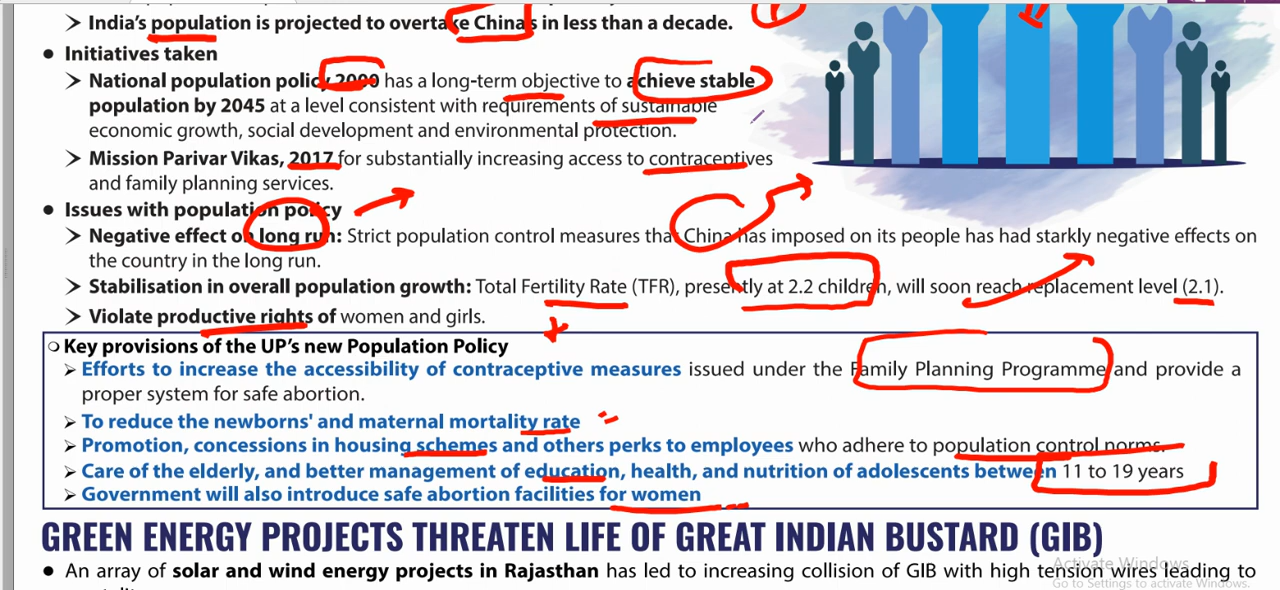 ➤ India's population is projected to overtake Chinas in less than a decade.
● Initiatives taken
➤ National population policy 2000 has a long-term objective to achieve stable
population by 2045 at a level consistent with requirements of sustainable
economic growth, social development and environmental protection.
➤ Mission Parivar Vikas, 2017 for substantially increasing access to contraceptives
and family planning services.
● Issues with population policy
➤ Negative effect on long run: Strict population control measures that China has imposed on its people has had starkly negative effects on
the country in the long run.
➤ Stabilisation in overall population growth: Total Fertility Rate (TFR), presently at 2.2 children, will soon reach replacement level (2.1).
➤ Violate productive rights of women and girls.
○ Key provisions of the UP's new Population Policy
➤ Efforts to increase the accessibility of contraceptive measures issued under the Family Planning Programme and provide a
proper system for safe abortion.
➤ To reduce the newborns' and maternal mortality rate
➤ Promotion, concessions in housing schemes and others perks to employees who adhere to population control norms.
➤ Care of the elderly, and better management of education, health, and nutrition of adolescents between 11 to 19 years
➤ Government will also introduce safe abortion facilities for women
GREEN ENERGY PROJECTS THREATEN LIFE OF GREAT INDIAN BUSTARD (GIB)
● An array of solar and wind energy projects in Rajasthan has led to increasing collision of GIB with high tension wires leading to
Activate Windows
Go to Settings to activate Windows.